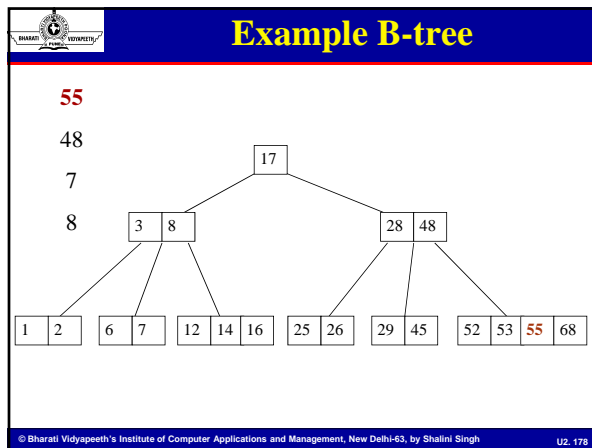 BHARATI VIDYAPEETH
PUNE
Example B-tree
55
48
7
8
17
3 8
28 48
1 2
6 7
12 14 16
25 26
29 45
52 53 55 68
© Bharati Vidyapeeth's Institute of Computer Applications and Management, New Delhi-63, by Shalini Singh
U2. 178